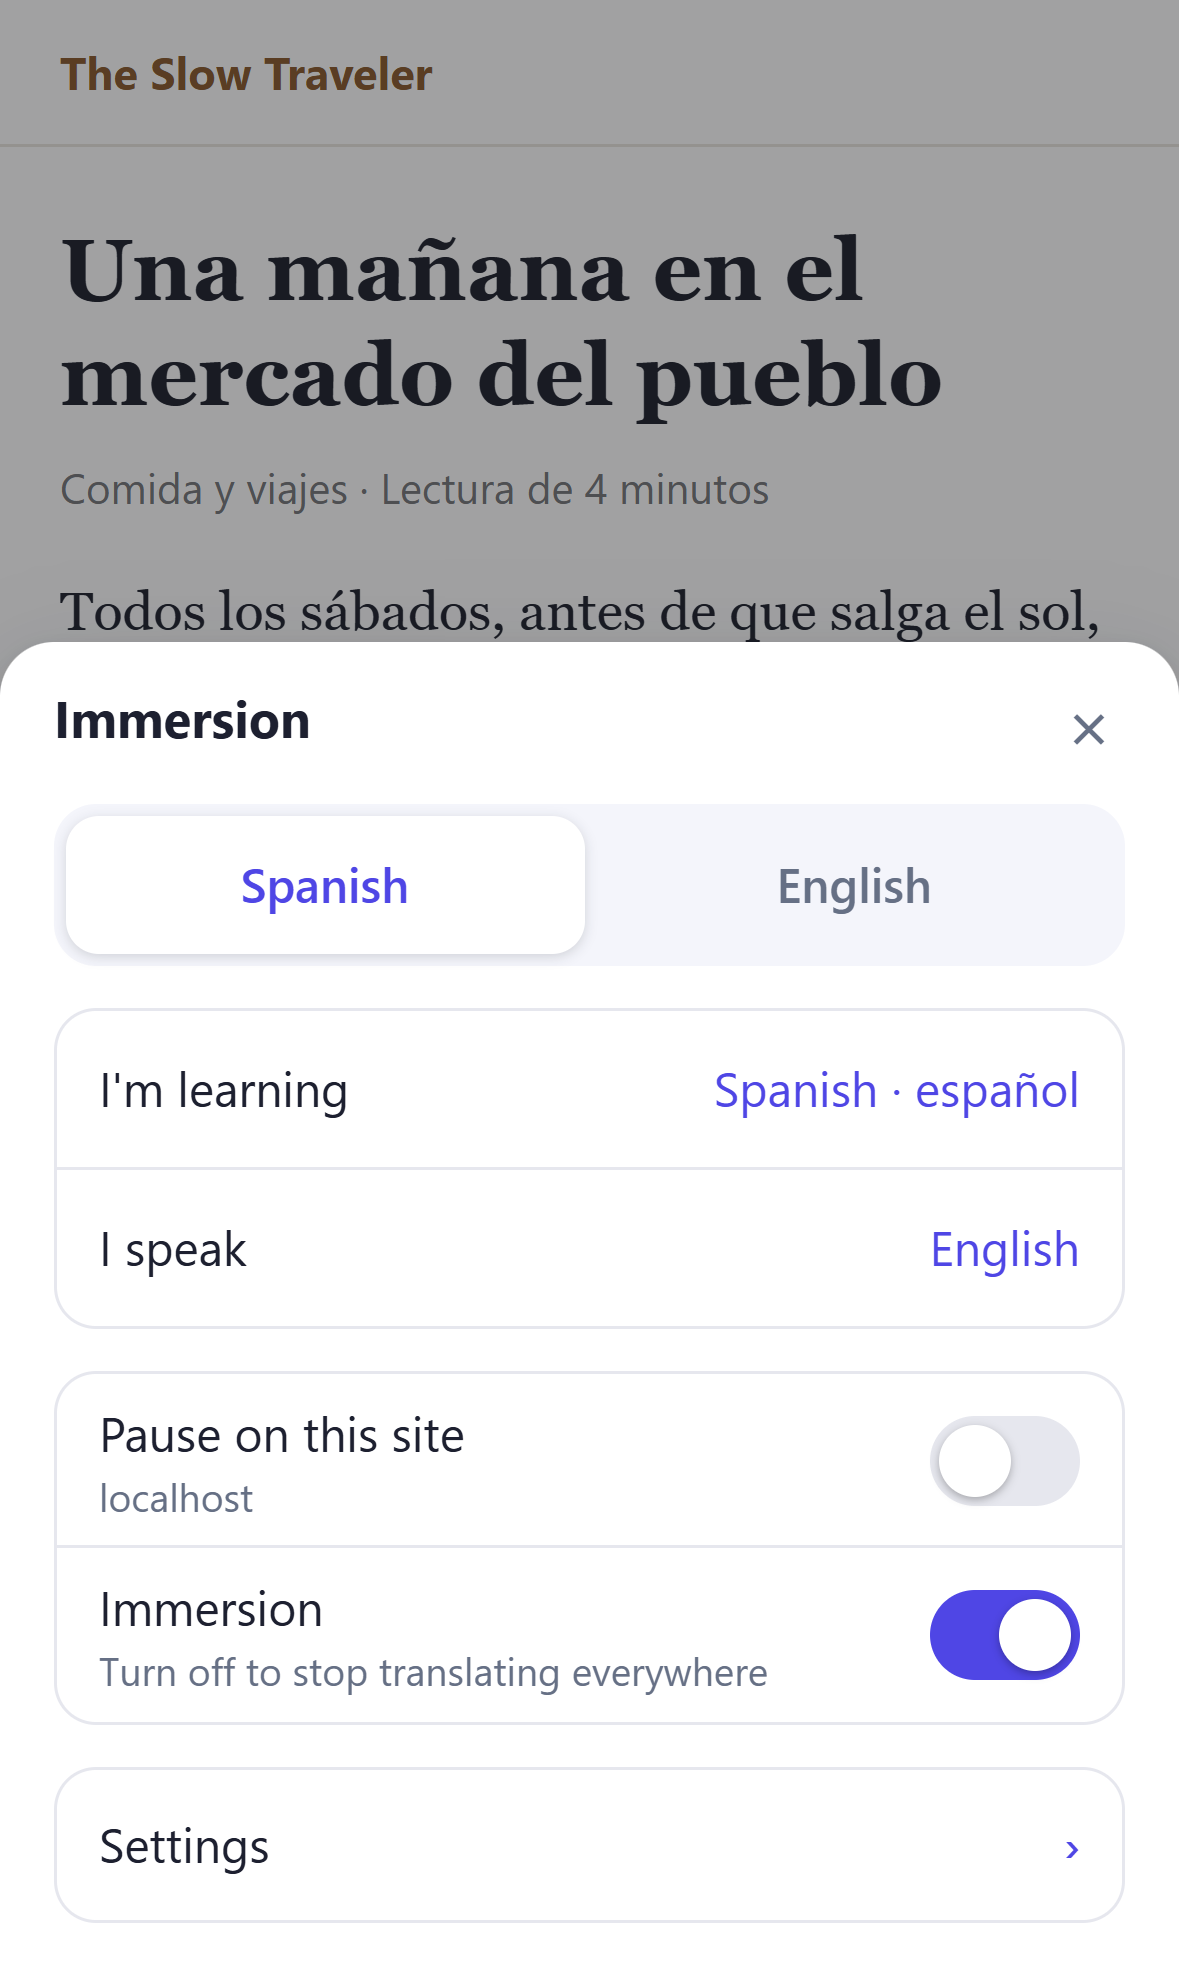 The Slow Traveler
Una mañana en el
mercado del pueblo
Comida y viajes · Lectura de 4 minutos
Todos los sábados, antes de que salga el sol,
Immersion
×
Spanish
English
I'm learning
Spanish · español
I speak
English
Pause on this site
localhost
Immersion
Turn off to stop translating everywhere
Settings
›